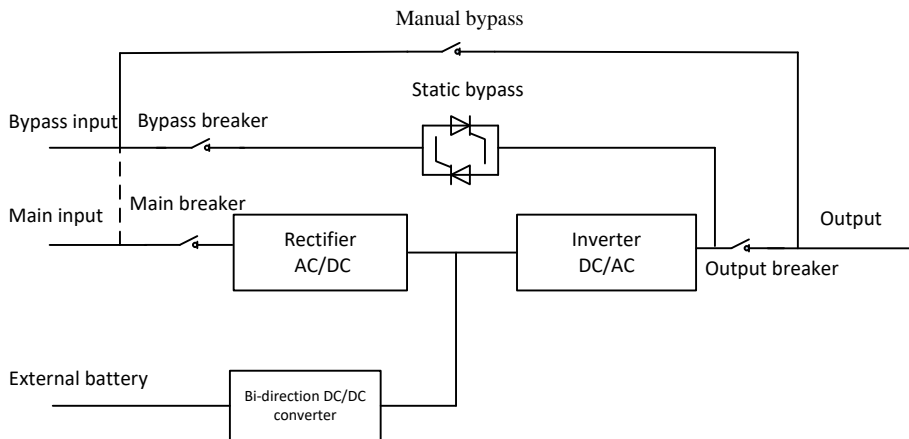 Manual bypass
Static bypass
Bypass input
Bypass breaker
Main input
Main breaker
Rectifier
AC/DC
Inverter
DC/AC
Output
Output breaker
External battery
Bi-direction DC/DC
converter